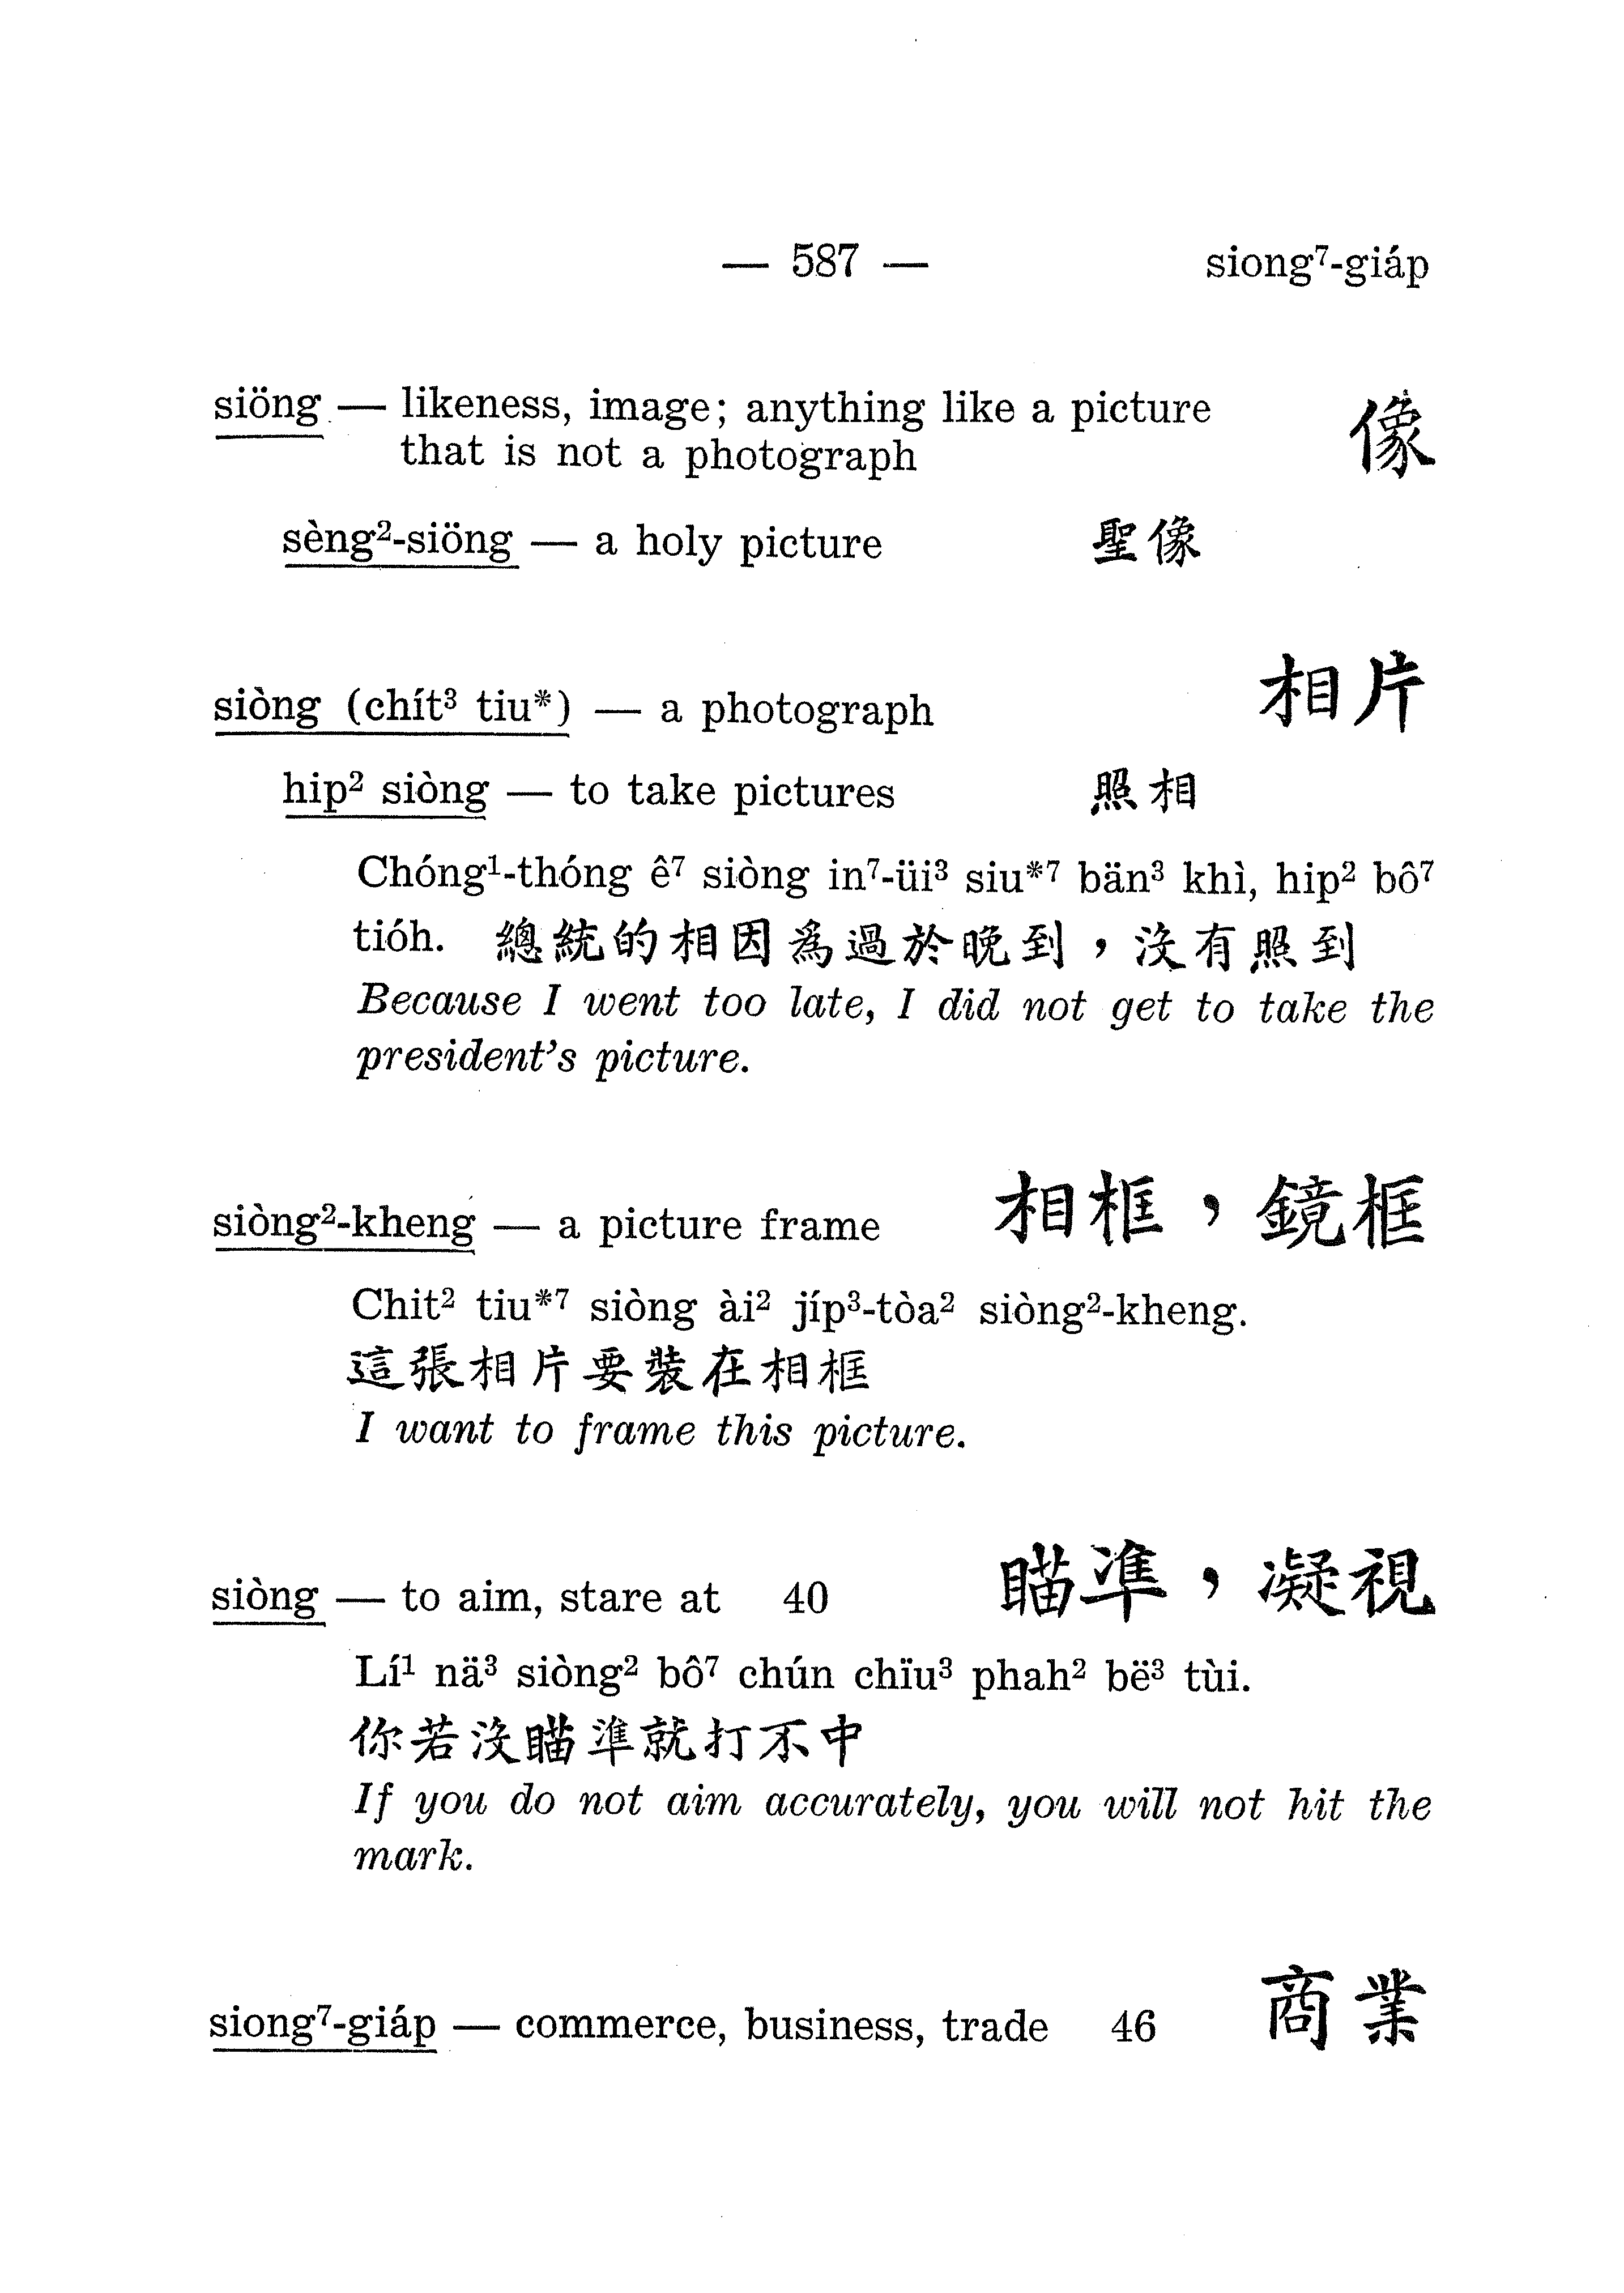 — 587 — siong⁷-giáp
siöng — likeness, image; anything like a picture 像
that is not a photograph
sèng²-siöng — a holy picture 聖像
siòng (chít³ tiu*) — a photograph 相片
hip² siòng — to take pictures 照相
Chóng¹-thóng ê⁷ siòng in⁷-üi³ siu*⁷ bän³ khì, hip² bô⁷
tióh. 總統的相因為過於晚到，沒有照到
Because I went too late, I did not get to take the
president's picture.
siòng²-kheng — a picture frame 相框，鏡框
Chit² tiu*⁷ siòng ài² jíp³-tòa² siòng²-kheng.
這張相片要裝在相框
I want to frame this picture.
siòng — to aim, stare at 40 瞄準，凝視
Lí¹ nä³ siòng² bô⁷ chún chïu³ phah² bë³ tùi.
你若沒瞄準就打不中
If you do not aim accurately, you will not hit the
mark.
siong⁷-giáp — commerce, business, trade 46 商業